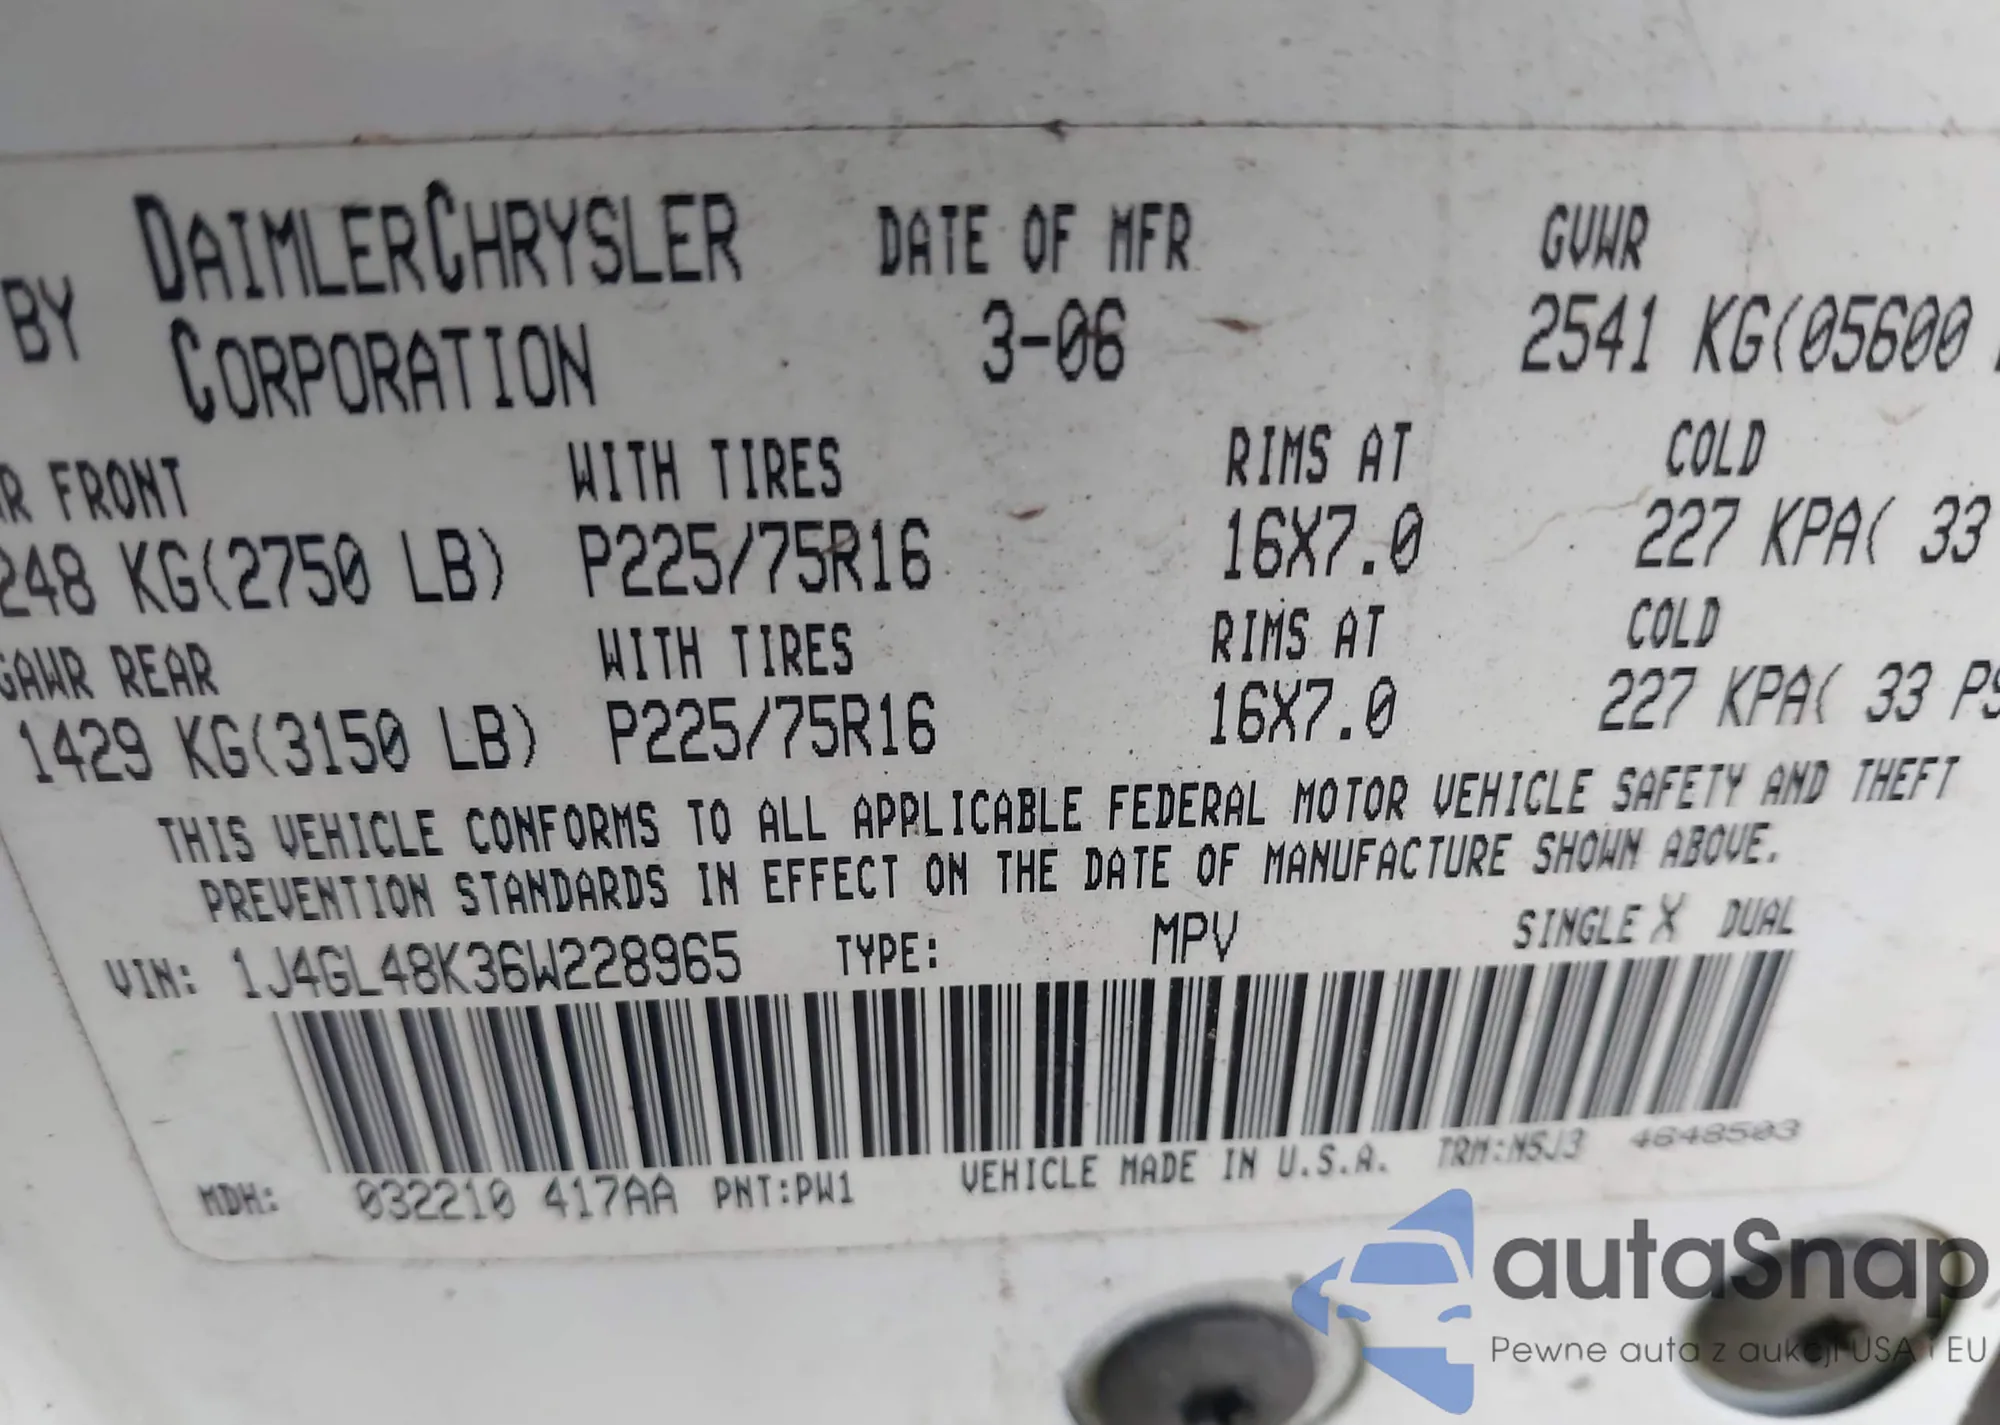 BY DAIMLERCHRYSLER CORPORATION
DATE OF MFR
3-06
GVWR
2541 KG(05600
R FRONT WITH TIRES RIMS AT COLD
248 KG(2750 LB) P225/75R16 16X7.0 227 KPA( 33
GAWR REAR WITH TIRES RIMS AT COLD
1429 KG(3150 LB) P225/75R16 16X7.0 227 KPA( 33 PS
THIS VEHICLE CONFORMS TO ALL APPLICABLE FEDERAL MOTOR VEHICLE SAFETY AND THEFT
PREVENTION STANDARDS IN EFFECT ON THE DATE OF MANUFACTURE SHOWN ABOVE.
VIN: 1J4GL48K36W228965 TYPE: MPV SINGLE X DUAL
MDH: 032210 417AA PNT:PW1 VEHICLE MADE IN U.S.A. TRM:N5J3 4648503
autaSnap
Pewne auta z aukcji USA i EU